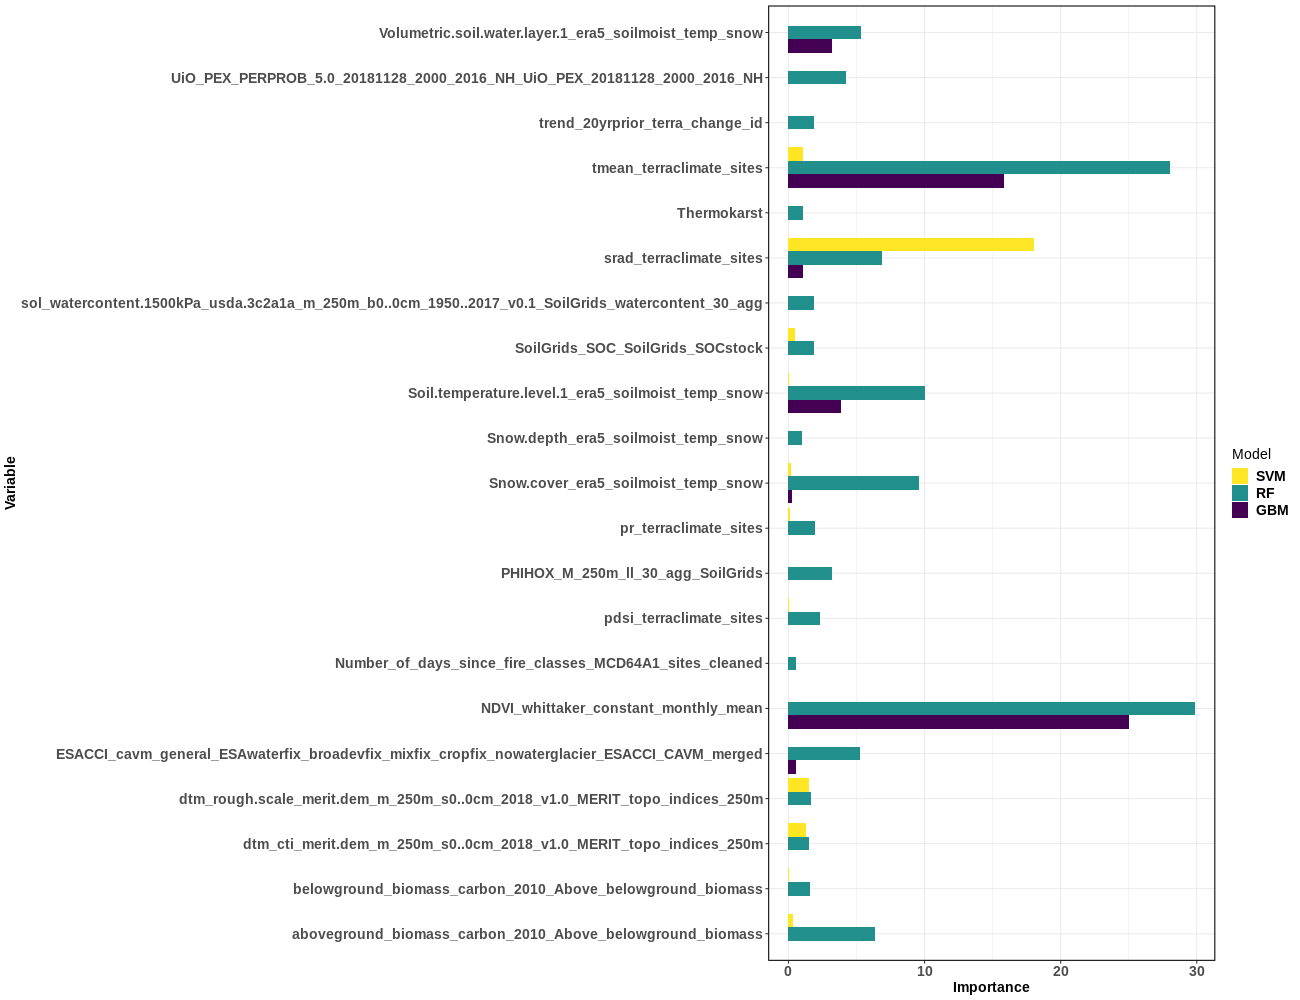 Volumetric.soil.water.layer.1_era5_soilmoist_temp_snow
UiO_PEX_PERPROB_5.0_20181128_2000_2016_NH_UiO_PEX_20181128_2000_2016_NH
trend_20yrprior_terra_change_id
tmean_terraclimate_sites
Thermokarst
srad_terraclimate_sites
sol_watercontent.1500kPa_usda.3c2a1a_m_250m_b0..0cm_1950..2017_v0.1_SoilGrids_watercontent_30_agg
SoilGrids_SOC_SoilGrids_SOCstock
Soil.temperature.level.1_era5_soilmoist_temp_snow
Snow.depth_era5_soilmoist_temp_snow
Snow.cover_era5_soilmoist_temp_snow
pr_terraclimate_sites
PHIHOX_M_250m_ll_30_agg_SoilGrids
pdsi_terraclimate_sites
Number_of_days_since_fire_classes_MCD64A1_sites_cleaned
NDVI_whittaker_constant_monthly_mean
ESACCI_cavm_general_ESAwaterfix_broadevfix_mixfix_cropfix_nowaterglacier_ESACCI_CAVM_merged
dtm_rough.scale_merit.dem_m_250m_s0..0cm_2018_v1.0_MERIT_topo_indices_250m
dtm_cti_merit.dem_m_250m_s0..0cm_2018_v1.0_MERIT_topo_indices_250m
belowground_biomass_carbon_2010_Above_belowground_biomass
aboveground_biomass_carbon_2010_Above_belowground_biomass
Variable
0 10 20 30
Importance
Model
SVM
RF
GBM